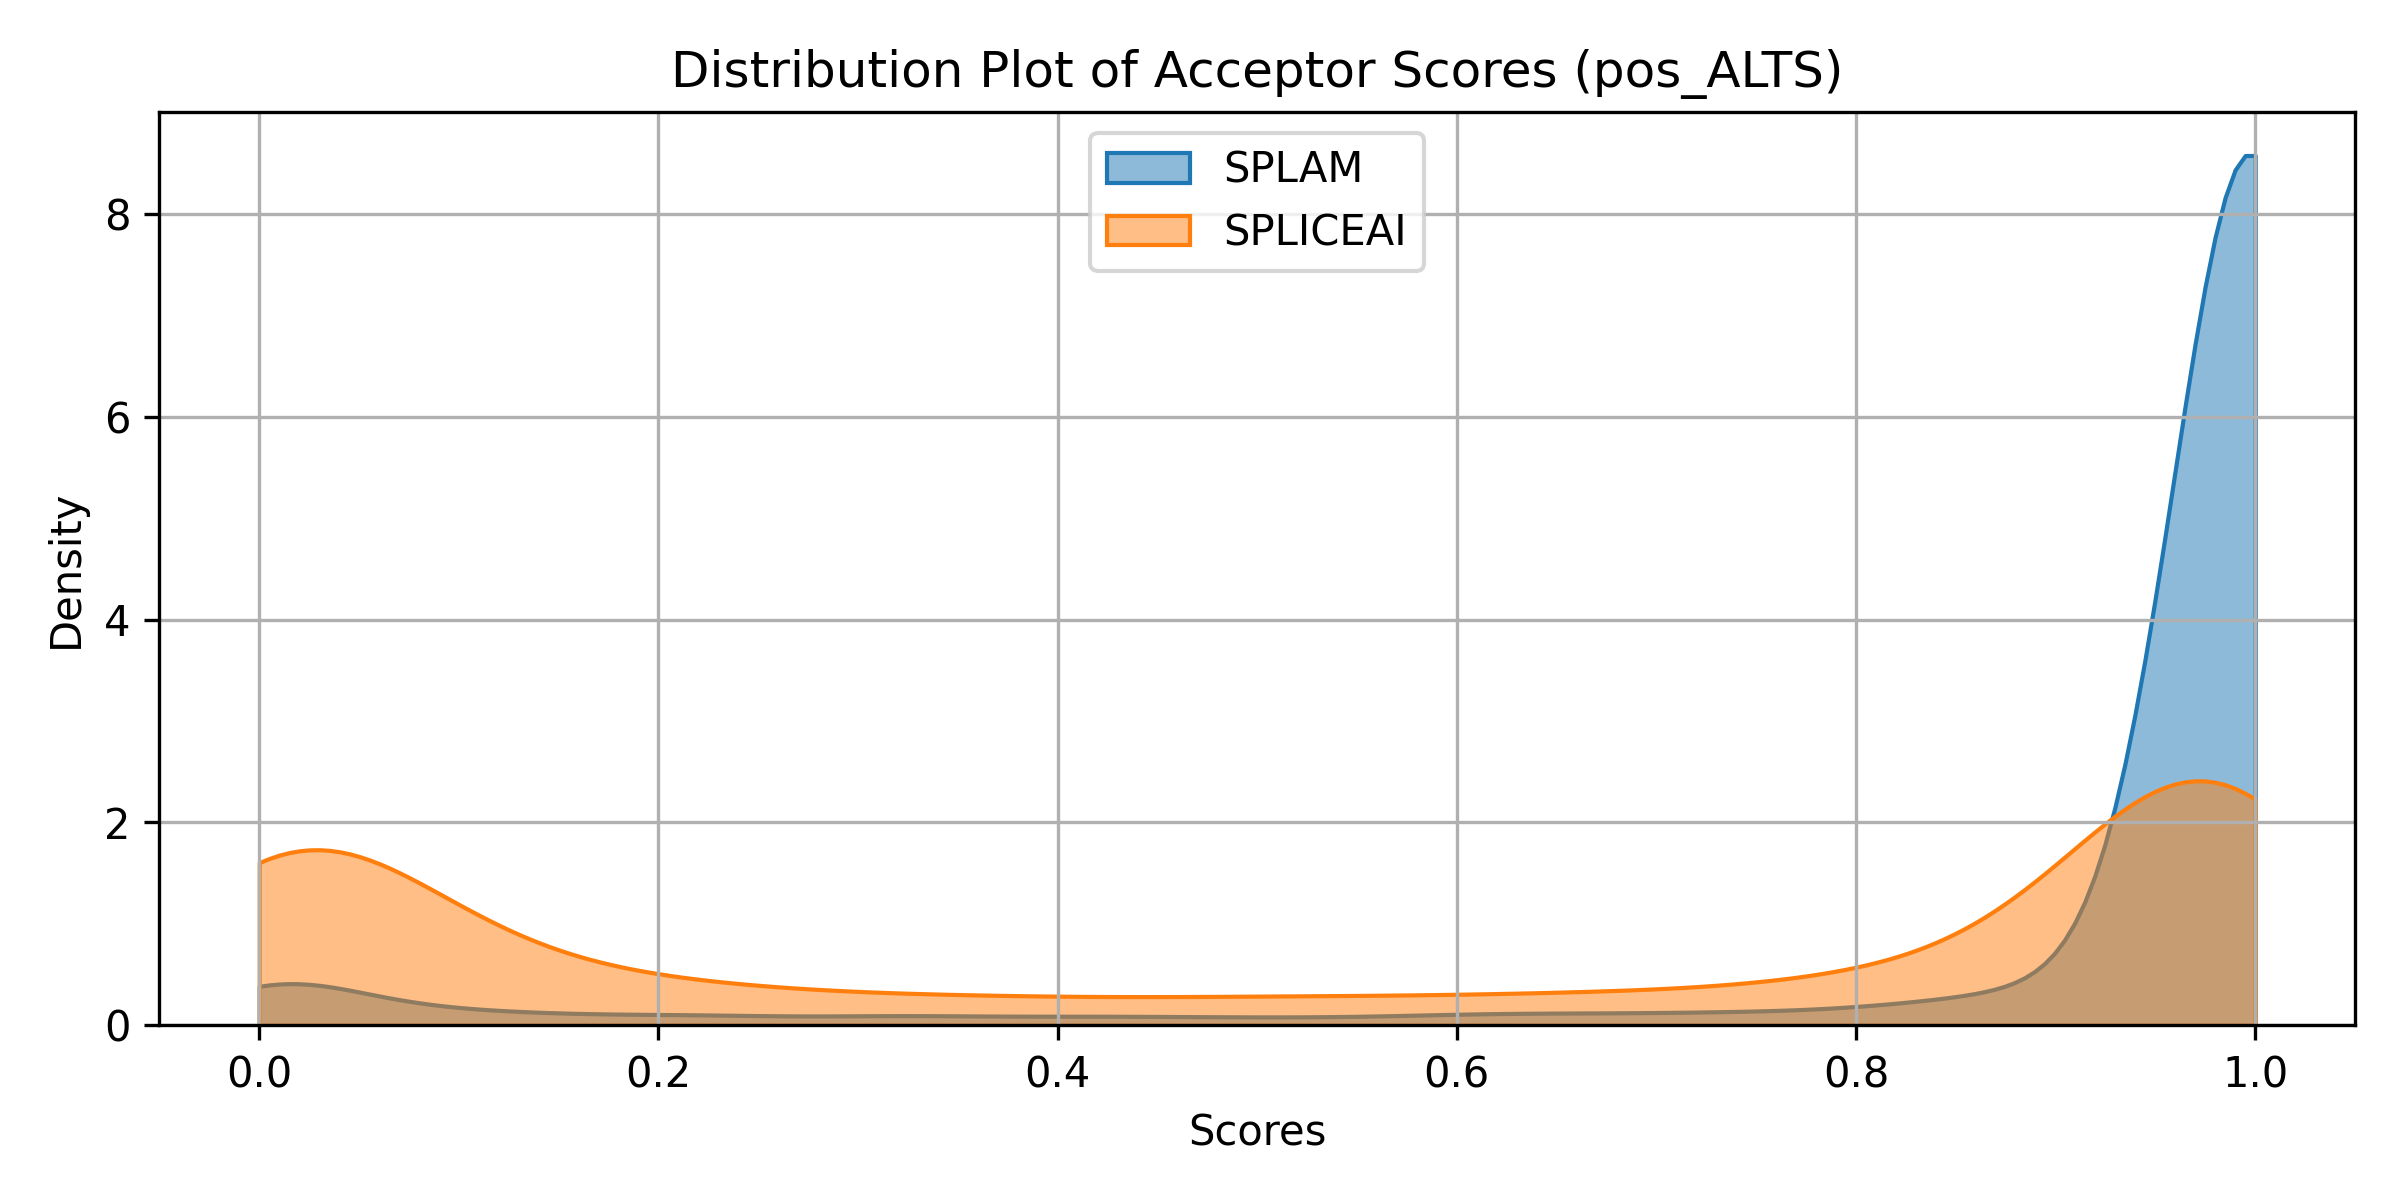 Distribution Plot of Acceptor Scores (pos_ALTS)
SPLAM
SPLICEAI
8
6
4
2
0
Density
0.0 0.2 0.4 0.6 0.8 1.0
Scores